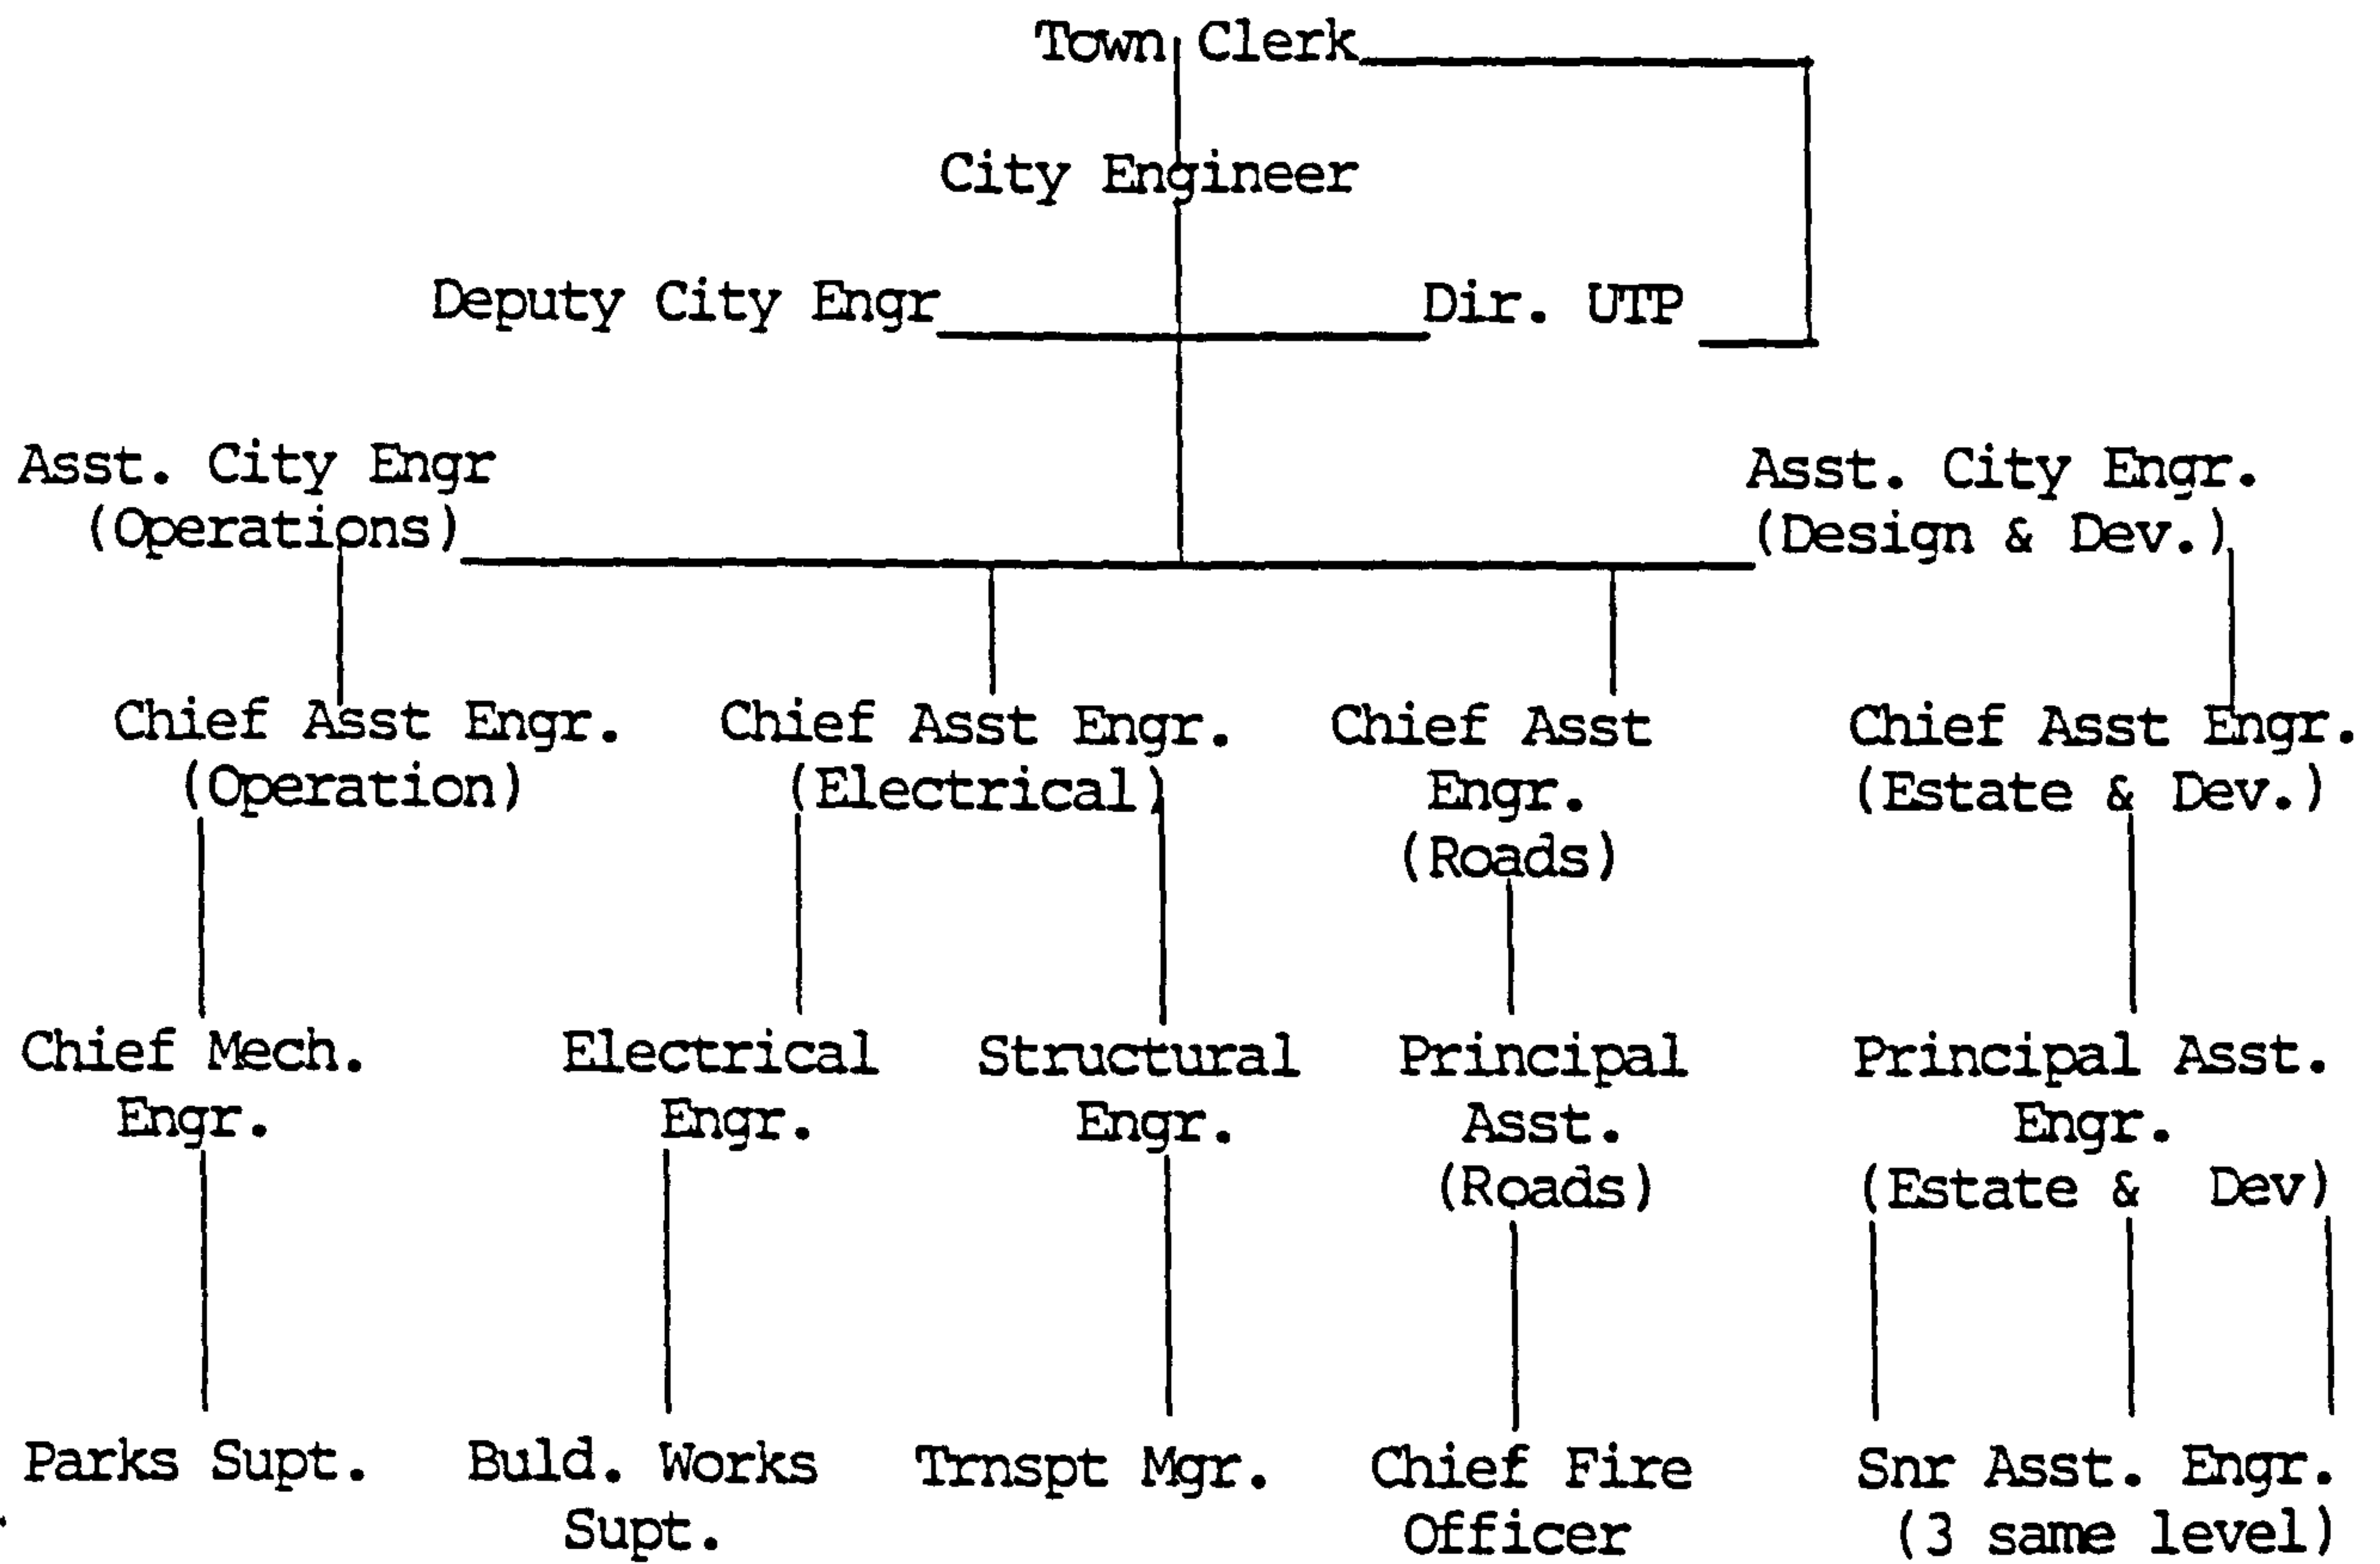 Town Clerk
City Engineer
Deputy City Engr
Dir. UTP
Asst. City Engr
(Operations)
Asst. City Engr.
(Design & Dev.)
Chief Asst Engr.
(Operation)
Chief Asst Engr.
(Electrical)
Chief Asst
Engr.
(Roads)
Chief Asst Engr.
(Estate & Dev.)
Chief Mech.
Engr.
Electrical
Engr.
Structural
Engr.
Principal
Asst.
(Roads)
Principal Asst.
Engr.
(Estate & Dev)
Parks Supt.
Buld. Works
Supt.
Trnspt Mgr.
Chief Fire
Officer
Snr Asst. Engr.
(3 same level)